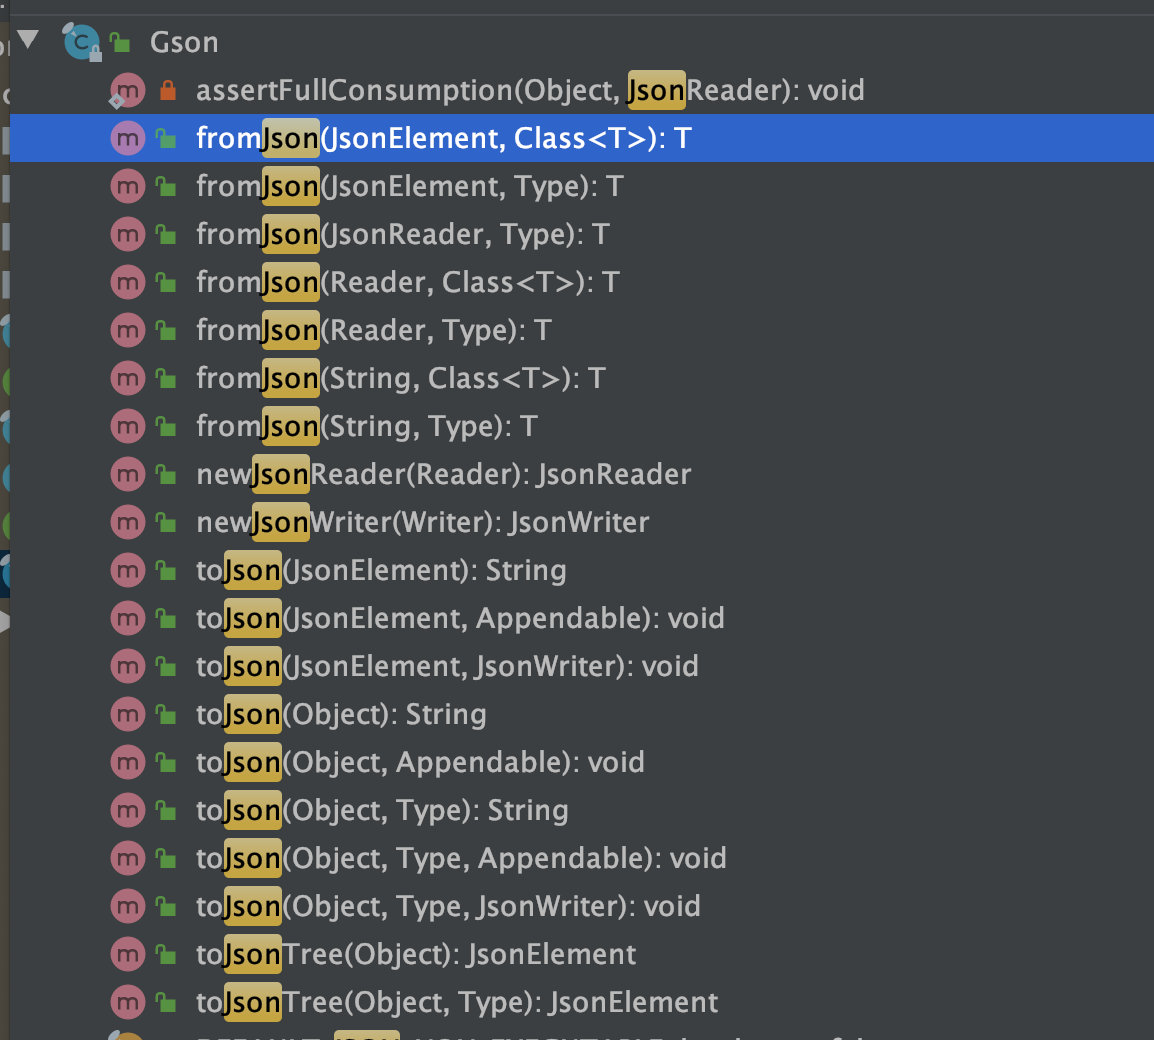 Gson
assertFullConsumption(Object, JsonReader): void
fromJson(JsonElement, Class<T>): T
fromJson(JsonElement, Type): T
fromJson(JsonReader, Type): T
fromJson(Reader, Class<T>): T
fromJson(Reader, Type): T
fromJson(String, Class<T>): T
fromJson(String, Type): T
newJsonReader(Reader): JsonReader
newJsonWriter(Writer): JsonWriter
toJson(JsonElement): String
toJson(JsonElement, Appendable): void
toJson(JsonElement, JsonWriter): void
toJson(Object): String
toJson(Object, Appendable): void
toJson(Object, Type): String
toJson(Object, Type, Appendable): void
toJson(Object, Type, JsonWriter): void
toJsonTree(Object): JsonElement
toJsonTree(Object, Type): JsonElement